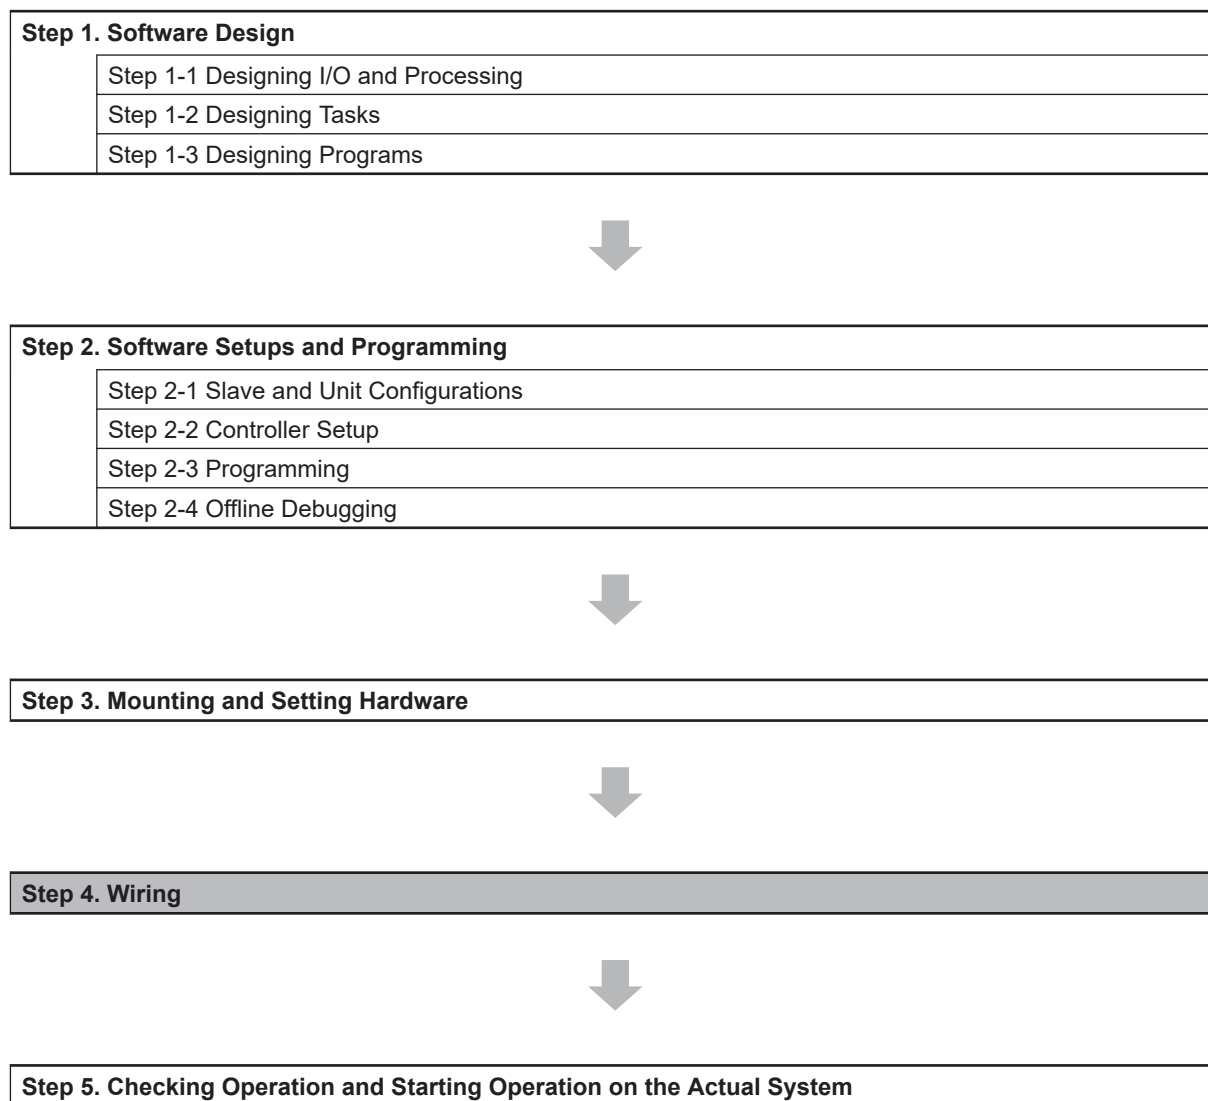 Step 1. Software Design
Step 1-1 Designing I/O and Processing
Step 1-2 Designing Tasks
Step 1-3 Designing Programs
Step 2. Software Setups and Programming
Step 2-1 Slave and Unit Configurations
Step 2-2 Controller Setup
Step 2-3 Programming
Step 2-4 Offline Debugging
Step 3. Mounting and Setting Hardware
Step 4. Wiring
Step 5. Checking Operation and Starting Operation on the Actual System